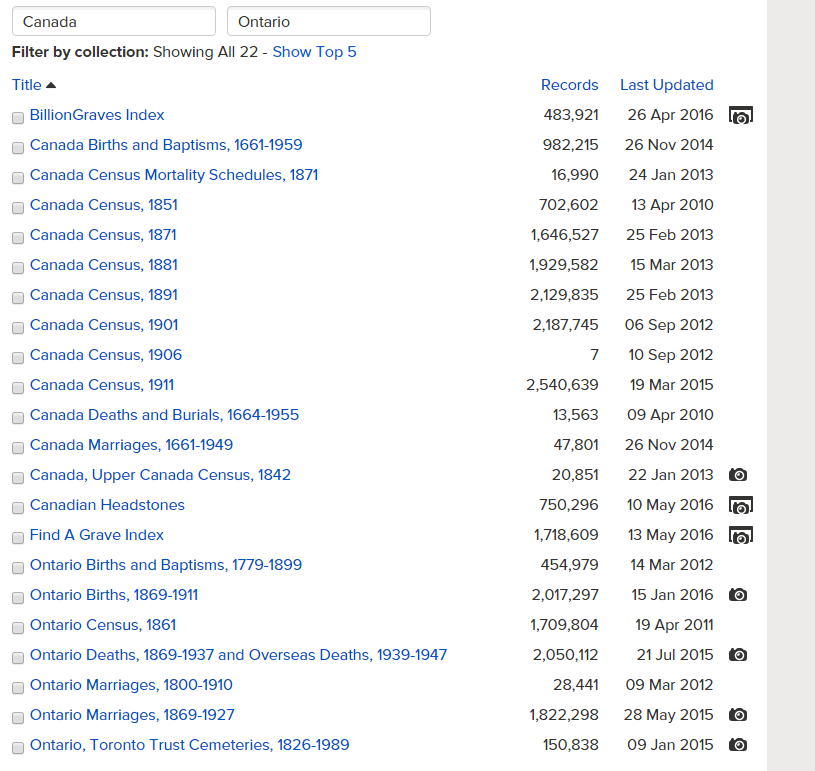 Canada Ontario
Filter by collection: Showing All 22 - Show Top 5
Title Records Last Updated
BillionGraves Index 483,921 26 Apr 2016
Canada Births and Baptisms, 1661-1959 982,215 26 Nov 2014
Canada Census Mortality Schedules, 1871 16,990 24 Jan 2013
Canada Census, 1851 702,602 13 Apr 2010
Canada Census, 1871 1,646,527 25 Feb 2013
Canada Census, 1881 1,929,582 15 Mar 2013
Canada Census, 1891 2,129,835 25 Feb 2013
Canada Census, 1901 2,187,745 06 Sep 2012
Canada Census, 1906 7 10 Sep 2012
Canada Census, 1911 2,540,639 19 Mar 2015
Canada Deaths and Burials, 1664-1955 13,563 09 Apr 2010
Canada Marriages, 1661-1949 47,801 26 Nov 2014
Canada, Upper Canada Census, 1842 20,851 22 Jan 2013
Canadian Headstones 750,296 10 May 2016
Find A Grave Index 1,718,609 13 May 2016
Ontario Births and Baptisms, 1779-1899 454,979 14 Mar 2012
Ontario Births, 1869-1911 2,017,297 15 Jan 2016
Ontario Census, 1861 1,709,804 19 Apr 2011
Ontario Deaths, 1869-1937 and Overseas Deaths, 1939-1947 2,050,112 21 Jul 2015
Ontario Marriages, 1800-1910 28,441 09 Mar 2012
Ontario Marriages, 1869-1927 1,822,298 28 May 2015
Ontario, Toronto Trust Cemeteries, 1826-1989 150,838 09 Jan 2015